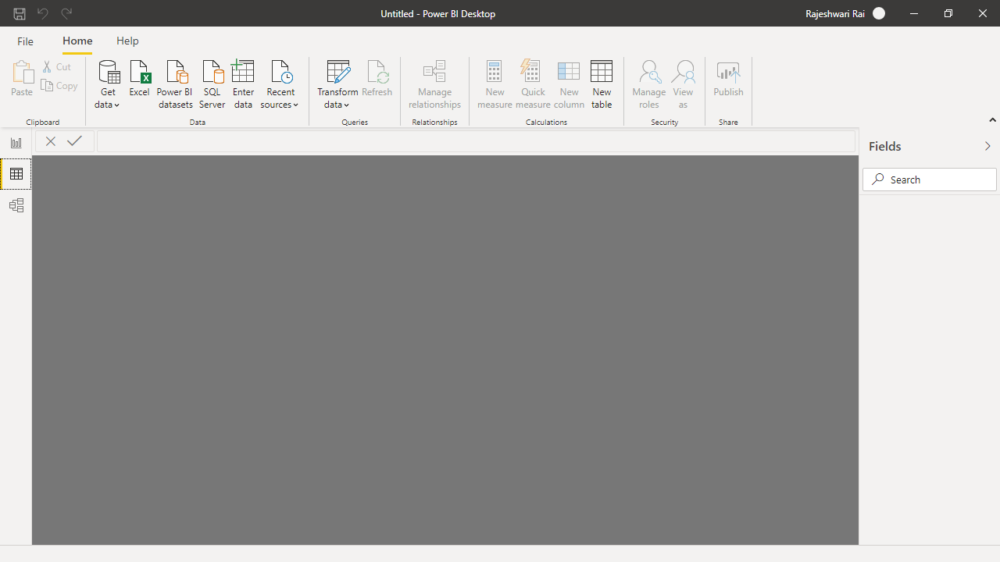 Untitled - Power BI Desktop
Rajeshwari Rai
File Home Help
Paste Cut Copy
Clipboard
Get data Excel Power BI datasets SQL Server Enter data Recent sources
Data
Transform data Refresh
Queries
Manage relationships
Relationships
New measure Quick measure New column New table
Calculations
Manage roles View as
Security
Publish
Share
Fields
Search